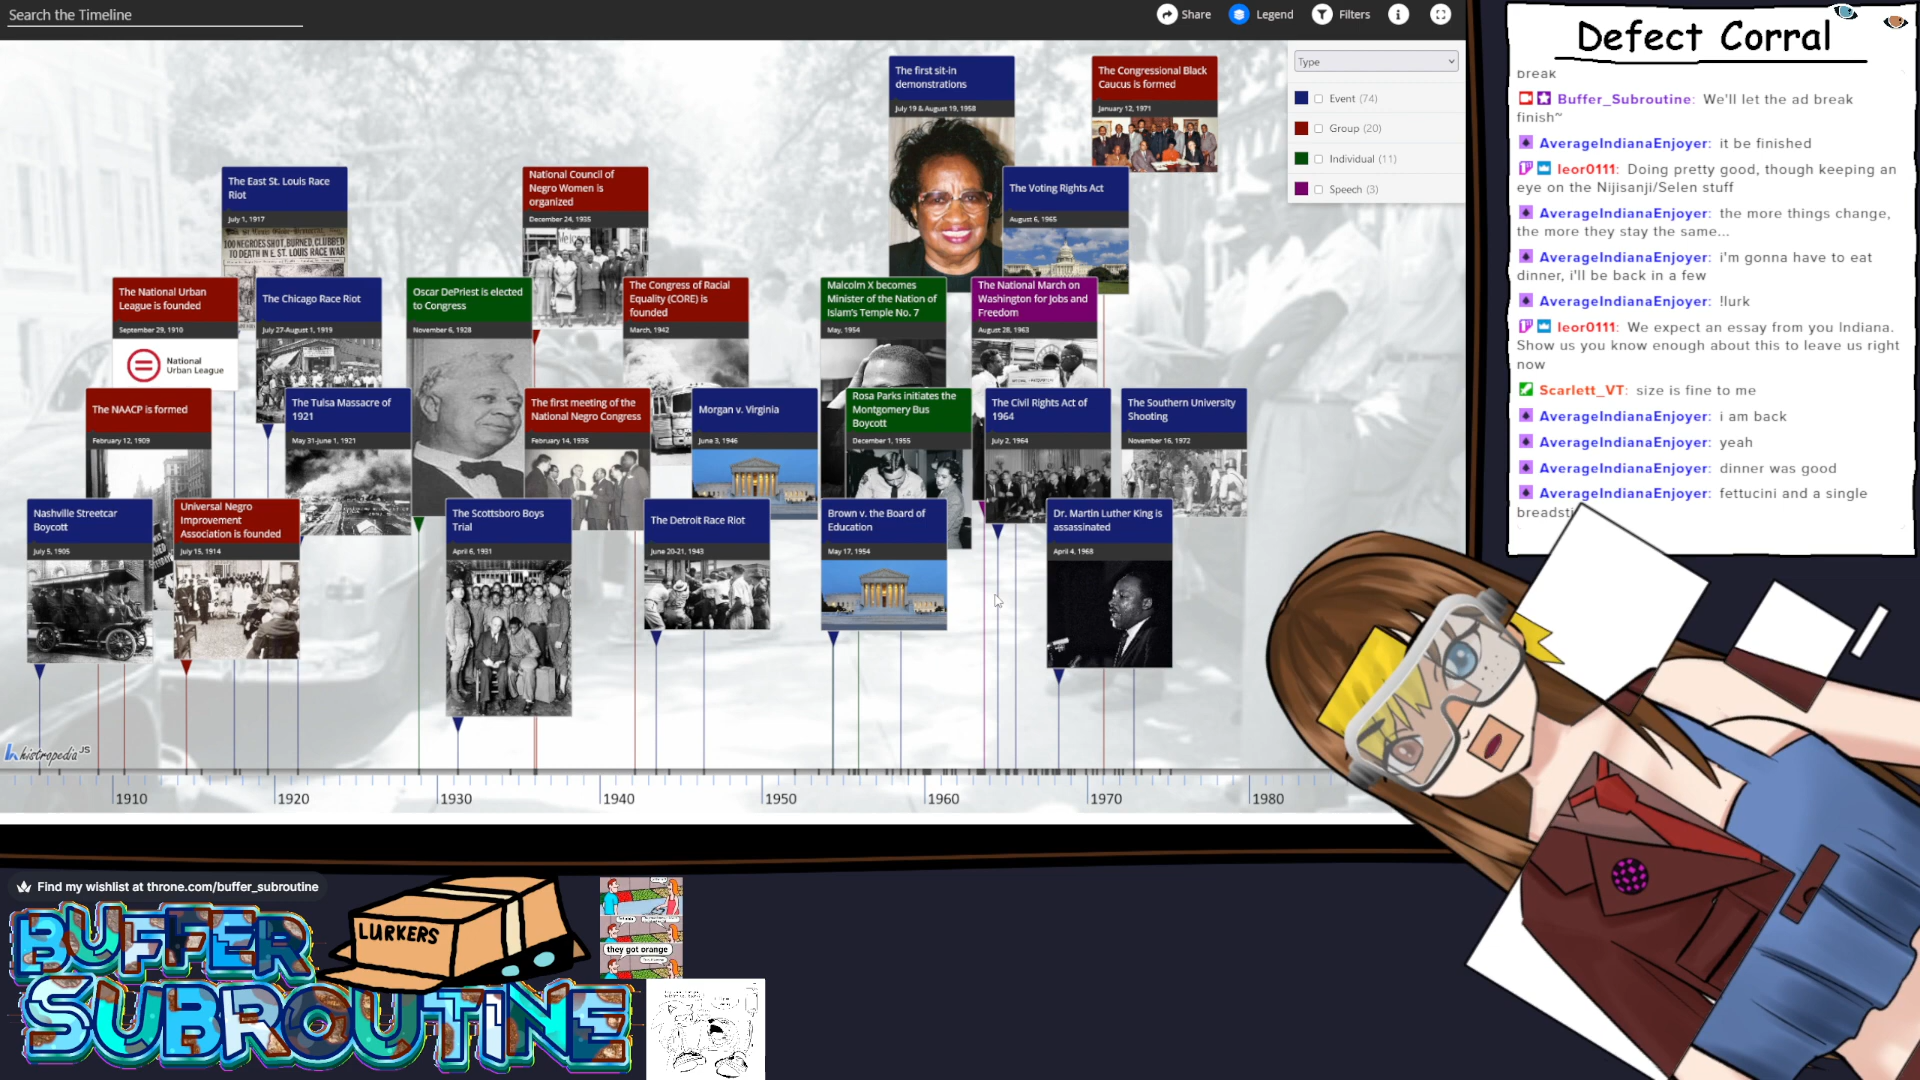 Search the Timeline
Share
Legend
Filters
Type
Event (74)
Group (20)
Individual (11)
Speech (3)
The first sit-in
demonstrations
July 19 & August 19, 1958
The Congressional Black
Caucus is formed
January 12, 1971
The East St. Louis Race
Riot
July 1, 1917
100 NEGROES SHOT, BURNED, CLUBBED
TO DEATH IN E. ST. LOUIS RACE WAR
National Council of
Negro Women is
organized
December 24, 1935
The Voting Rights Act
August 6, 1965
The National Urban
League is founded
September 29, 1910
National
Urban League
The Chicago Race Riot
July 27-August 1, 1919
Oscar DePriest is elected
to Congress
November 6, 1928
The Congress of Racial
Equality (CORE) is
founded
March, 1942
Malcolm X becomes
Minister of the Nation of
Islam's Temple No. 7
May, 1954
The National March on
Washington for Jobs and
Freedom
August 28, 1963
The NAACP is formed
February 12, 1909
The Tulsa Massacre of
1921
May 31-June 1, 1921
The first meeting of the
National Negro Congress
February 14, 1936
Morgan v. Virginia
June 3, 1946
Rosa Parks initiates the
Montgomery Bus
Boycott
December 1, 1955
The Civil Rights Act of
1964
July 2, 1964
The Southern University
Shooting
November 16, 1972
Nashville Streetcar
Boycott
July 5, 1905
Universal Negro
Improvement
Association is founded
July 15, 1914
The Scottsboro Boys
Trial
April 6, 1931
The Detroit Race Riot
June 20-21, 1943
Brown v. the Board of
Education
May 17, 1954
Dr. Martin Luther King is
assassinated
April 4, 1968
histropedia JS
1910
1920
1930
1940
1950
1960
1970
1980
Defect Corral
break
Buffer_Subroutine: We'll let the ad break
finish~
AverageIndianaEnjoyer: it be finished
leor0111: Doing pretty good, though keeping an
eye on the Nijisanji/Selen stuff
AverageIndianaEnjoyer: the more things change,
the more they stay the same...
AverageIndianaEnjoyer: i'm gonna have to eat
dinner, i'll be back in a few
AverageIndianaEnjoyer: !lurk
leor0111: We expect an essay from you Indiana.
Show us you know enough about this to leave us right
now
Scarlett_VT: size is fine to me
AverageIndianaEnjoyer: i am back
AverageIndianaEnjoyer: yeah
AverageIndianaEnjoyer: dinner was good
AverageIndianaEnjoyer: fettucini and a single
breadsti
Find my wishlist at throne.com/buffer_subroutine
BUFFER
SUBROUTINE
LURKERS
they got orange